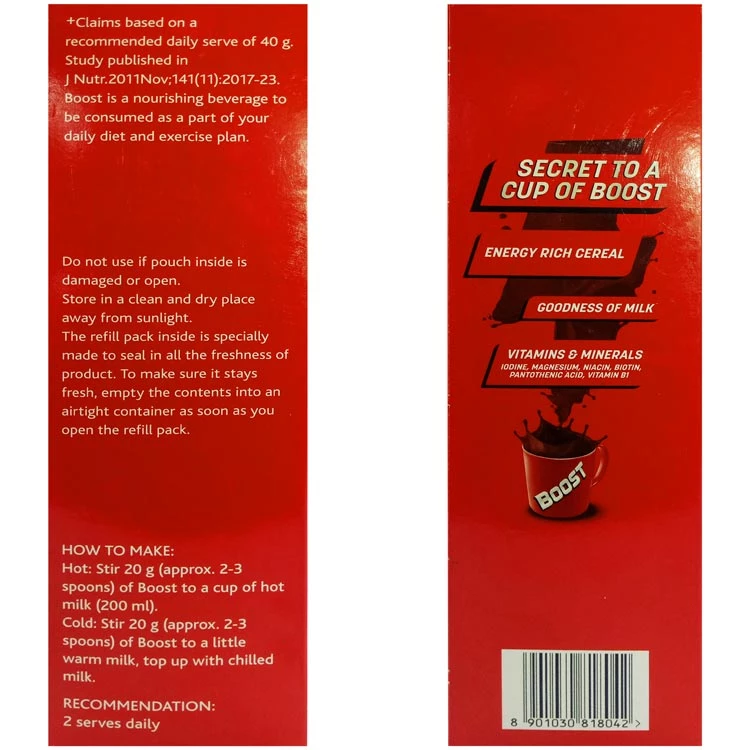 +Claims based on a
recommended daily serve of 40 g.
Study published in
J Nutr.2011Nov;141(11):2017-23.
Boost is a nourishing beverage to
be consumed as a part of your
daily diet and exercise plan.
Do not use if pouch inside is
damaged or open.
Store in a clean and dry place
away from sunlight.
The refill pack inside is specially
made to seal in all the freshness of
product. To make sure it stays
fresh, empty the contents into an
airtight container as soon as you
open the refill pack.
HOW TO MAKE:
Hot: Stir 20 g (approx. 2-3
spoons) of Boost to a cup of hot
milk (200 ml).
Cold: Stir 20 g (approx. 2-3
spoons) of Boost to a little
warm milk, top up with chilled
milk.
RECOMMENDATION:
2 serves daily
SECRET TO A
CUP OF BOOST
ENERGY RICH CEREAL
GOODNESS OF MILK
VITAMINS & MINERALS
IODINE, MAGNESIUM, NIACIN, BIOTIN,
PANTOTHENIC ACID, VITAMIN B1
BOOST
8 901030 818042 >